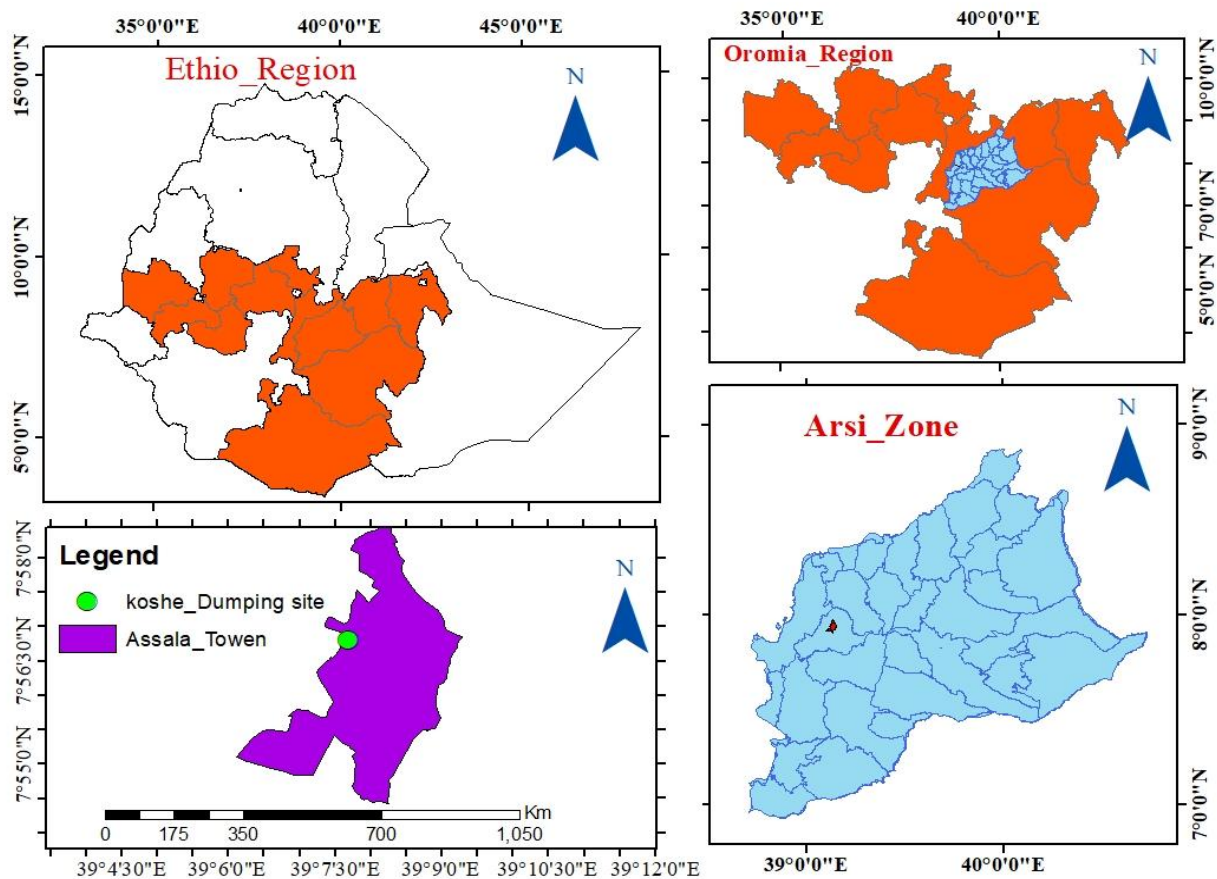 35°0'0"E 40°0'0"E 45°0'0"E
Ethio_Region
N
15°0'0"N
10°0'0"N
5°0'0"N
35°0'0"E 40°0'0"E
Oromia_Region
N
10°0'0"N
7°0'0"N
5°0'0"N
Legend
koshe_Dumping site
Assala_Towen
N
7°58'0"N
7°56'30"N
7°55'0"N
Km
0 175 350 700 1,050
39°4'30"E 39°6'0"E 39°7'30"E 39°9'0"E 39°10'30"E 39°12'0"E
Arsi_Zone
N
9°0'0"N
8°0'0"N
7°0'0"N
39°0'0"E 40°0'0"E